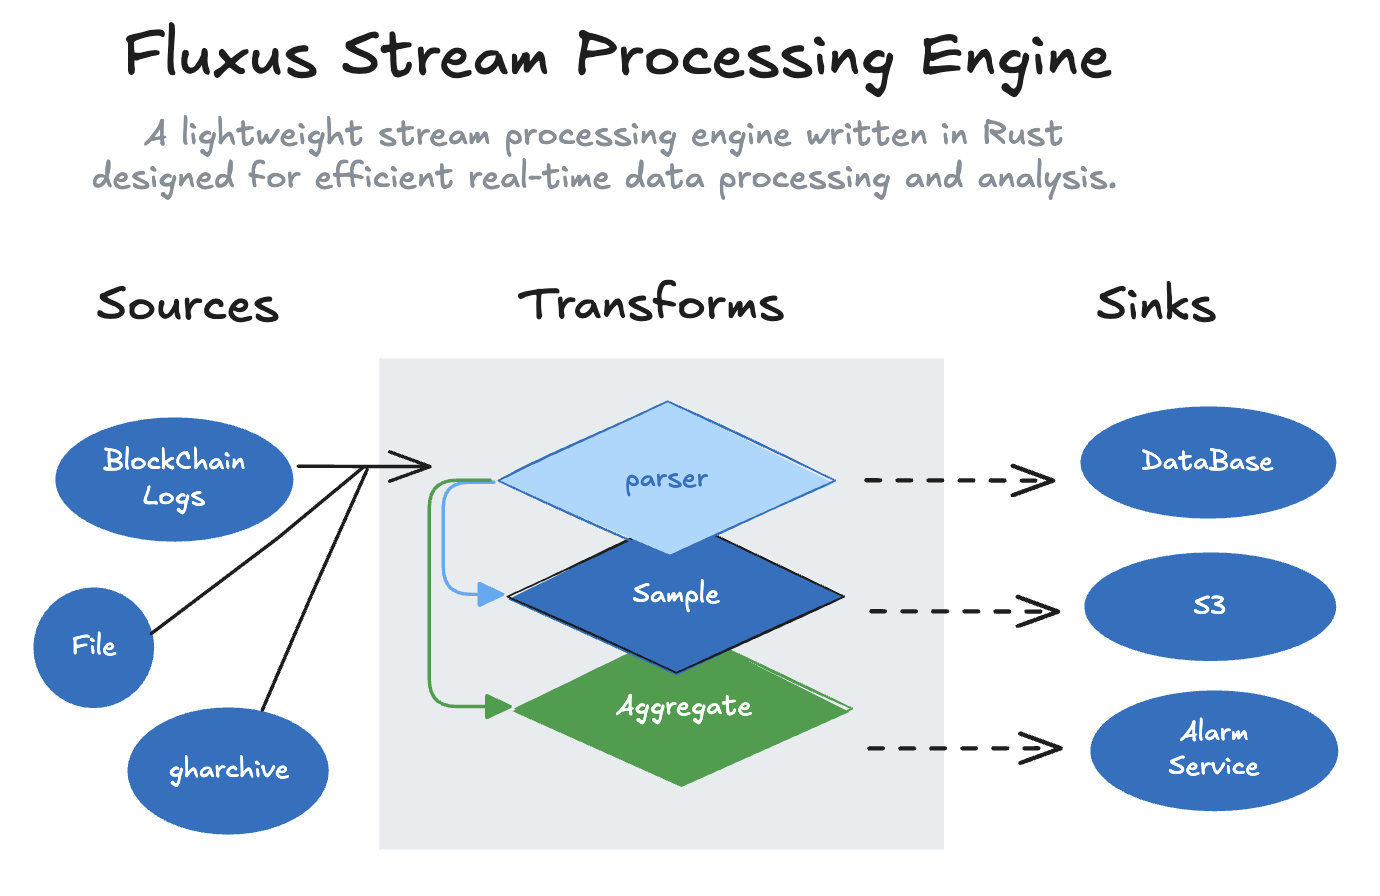 Fluxus Stream Processing Engine
A lightweight stream processing engine written in Rust
designed for efficient real-time data processing and analysis.
Sources
Transforms
Sinks
BlockChain
Logs
File
gharchive
parser
Sample
Aggregate
DataBase
S3
Alarm
Service